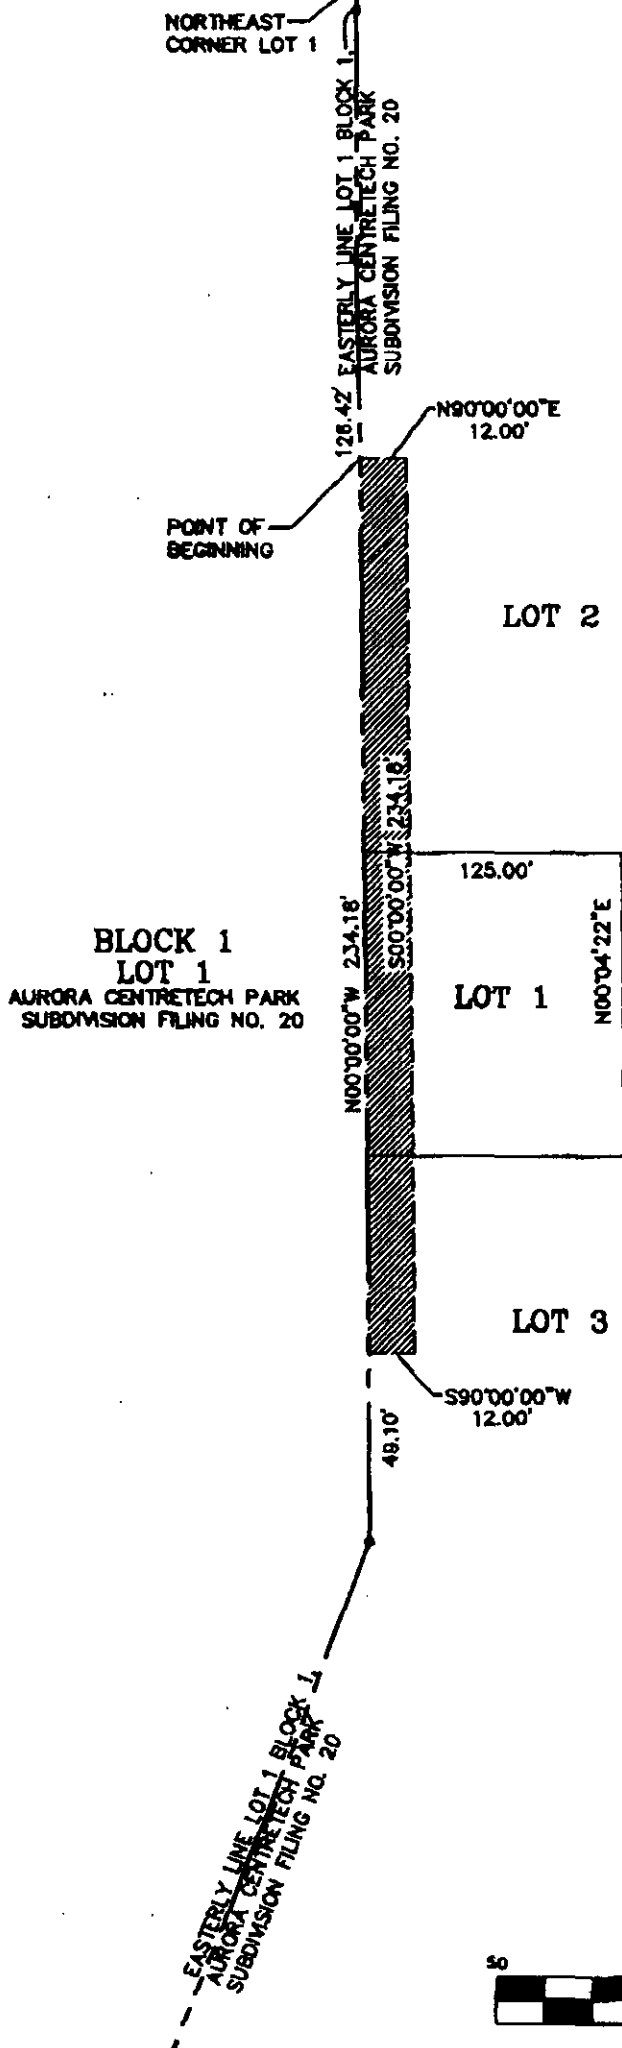 NORTHEAST
CORNER LOT 1
EASTERLY LINE LOT 1 BLOCK 1,
AURORA CENTRETECH PARK
SUBDIVISION FILING NO. 20
126.42'
N90°00'00"E
12.00'
POINT OF
BEGINNING
LOT 2
S00°00'00"W 234.18'
125.00'
N00°00'00"W 234.18'
BLOCK 1
LOT 1
AURORA CENTRETECH PARK
SUBDIVISION FILING NO. 20
LOT 1
N00°04'22"E
LOT 3
S90°00'00"W
12.00'
49.10'
EASTERLY LINE LOT 1 BLOCK 1,
AURORA CENTRETECH PARK
SUBDIVISION FILING NO. 20
50